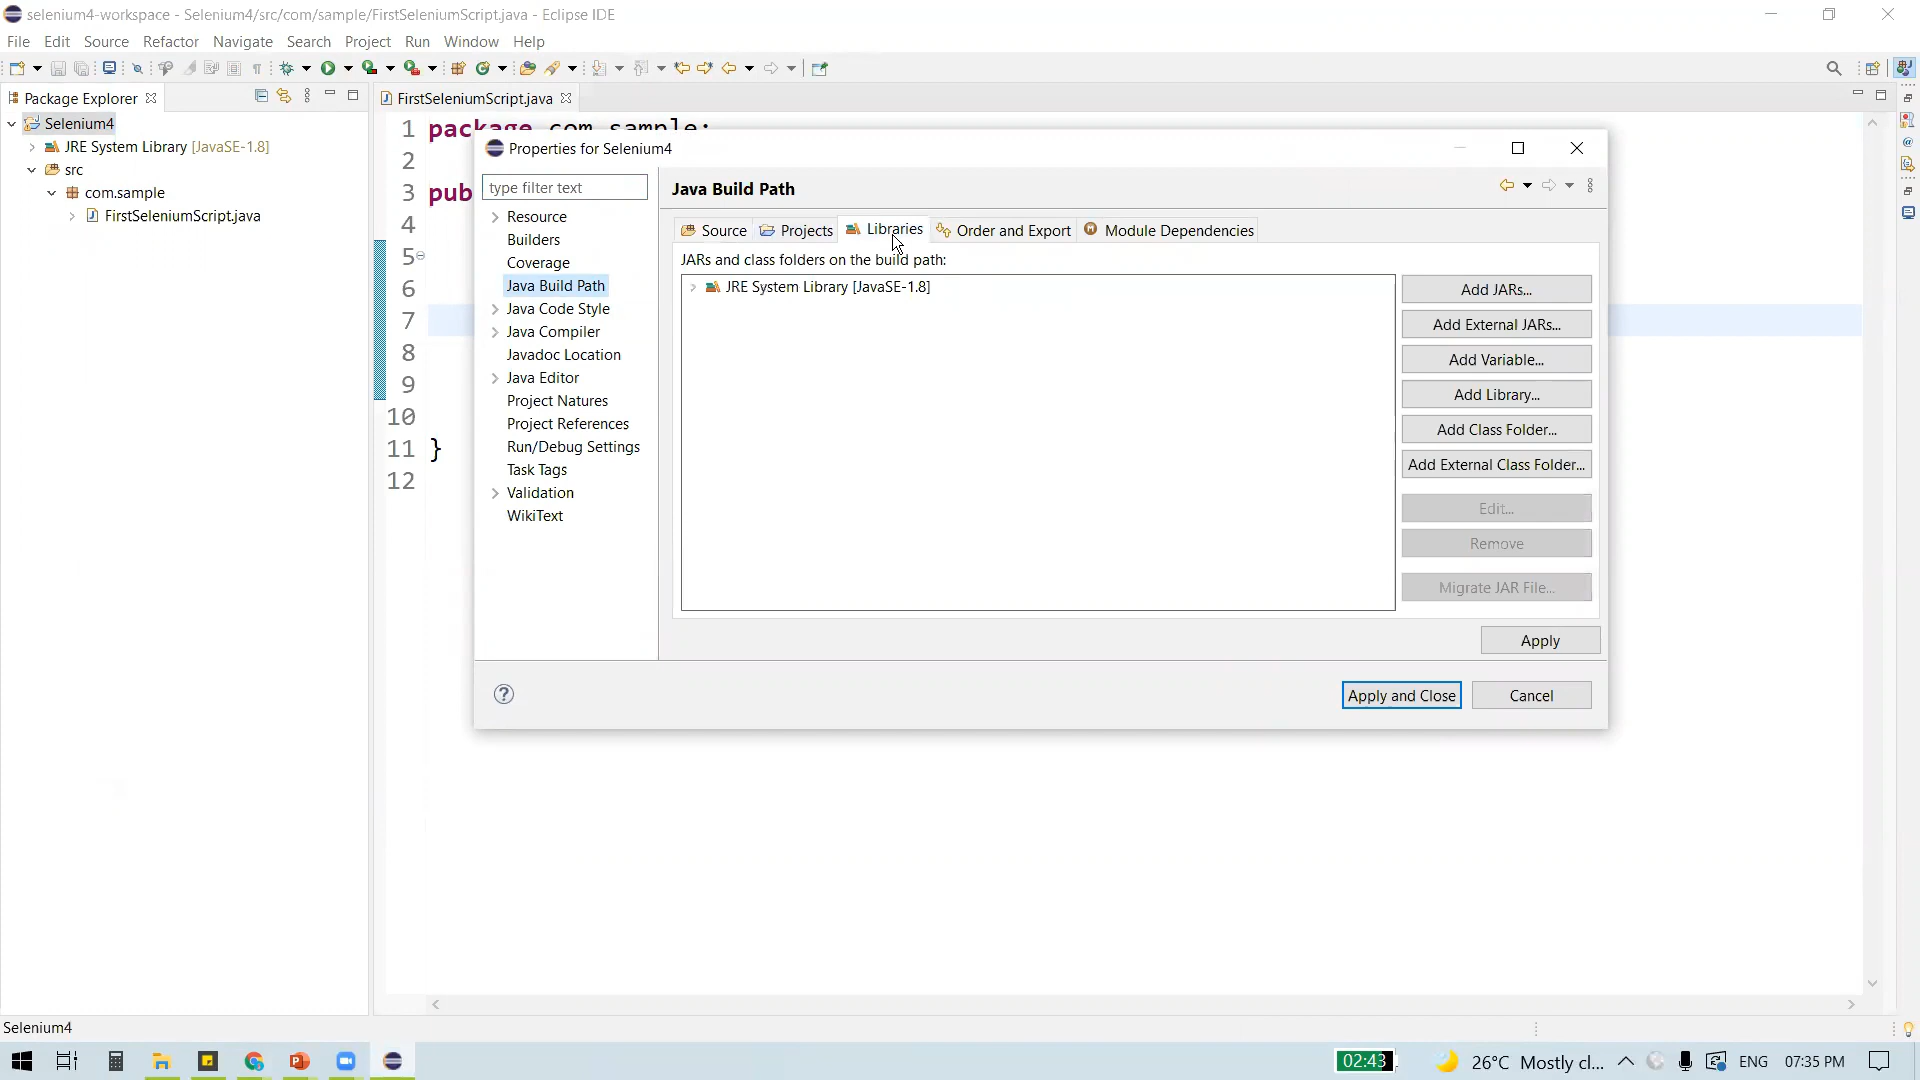 selenium4-workspace - Selenium4/src/com/sample/FirstSeleniumScript.java - Eclipse IDE
File Edit Source Refactor Navigate Search Project Run Window Help
Package Explorer
FirstSeleniumScript.java
Selenium4
JRE System Library [JavaSE-1.8]
src
com.sample
FirstSeleniumScript.java
1 package com.sample;
2
3 pub
4
5
6
7
8
9
10
11 }
12
Properties for Selenium4
type filter text
Resource
Builders
Coverage
Java Build Path
Java Code Style
Java Compiler
Javadoc Location
Java Editor
Project Natures
Project References
Run/Debug Settings
Task Tags
Validation
WikiText
Java Build Path
Source Projects Libraries Order and Export Module Dependencies
JARs and class folders on the build path:
JRE System Library [JavaSE-1.8]
Add JARs...
Add External JARs...
Add Variable...
Add Library...
Add Class Folder...
Add External Class Folder...
Edit...
Remove
Migrate JAR File...
Apply
Apply and Close Cancel
Selenium4
02:43 26°C Mostly cl... ENG 07:35 PM